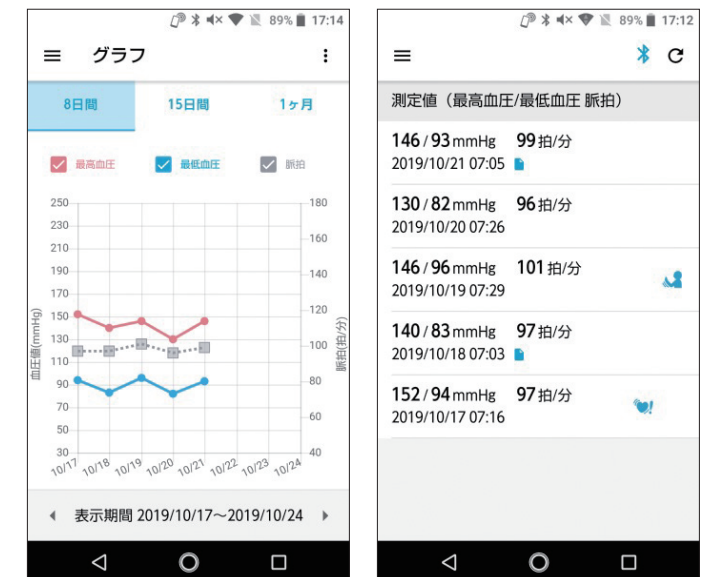 89% 17:14
グラフ
8日間 15日間 1ヶ月
最高血圧 最低血圧 脈拍
血圧値(mmHg)
250
230
210
190
170
150
130
110
90
70
50
30
180
160
140
120
100
80
60
40
脈拍(拍/分)
10/17 10/18 10/19 10/20 10/21 10/22 10/23 10/24
表示期間 2019/10/17～2019/10/24
89% 17:12
測定値（最高血圧/最低血圧 脈拍）
146 / 93 mmHg 99 拍/分
2019/10/21 07:05
130 / 82 mmHg 96 拍/分
2019/10/20 07:26
146 / 96 mmHg 101 拍/分
2019/10/19 07:29
140 / 83 mmHg 97 拍/分
2019/10/18 07:03
152 / 94 mmHg 97 拍/分
2019/10/17 07:16